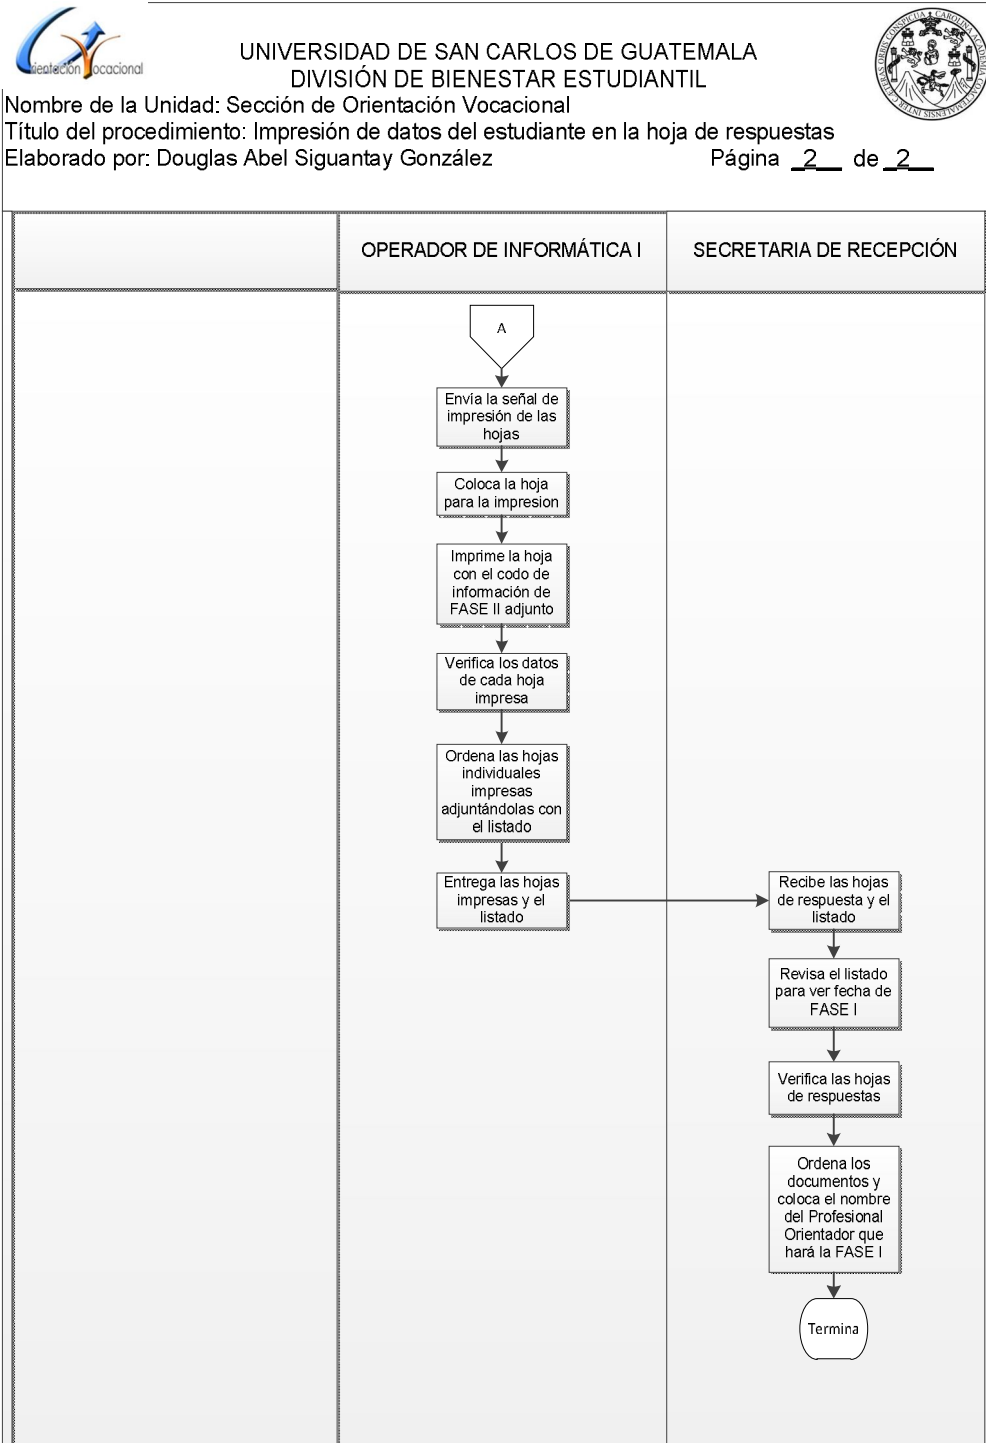 Orientación Vocacional
UNIVERSIDAD DE SAN CARLOS DE GUATEMALA
DIVISIÓN DE BIENESTAR ESTUDIANTIL
Nombre de la Unidad: Sección de Orientación Vocacional
Título del procedimiento: Impresión de datos del estudiante en la hoja de respuestas
Elaborado por: Douglas Abel Siguantay González Página 2 de 2
OPERADOR DE INFORMÁTICA I
SECRETARIA DE RECEPCIÓN
A
Envía la señal de
impresión de las
hojas
Coloca la hoja
para la impresion
Imprime la hoja
con el codo de
información de
FASE II adjunto
Verifica los datos
de cada hoja
impresa
Ordena las hojas
individuales
impresas
adjuntándolas con
el listado
Entrega las hojas
impresas y el
listado
Recibe las hojas
de respuesta y el
listado
Revisa el listado
para ver fecha de
FASE I
Verifica las hojas
de respuestas
Ordena los
documentos y
coloca el nombre
del Profesional
Orientador que
hará la FASE I
Termina